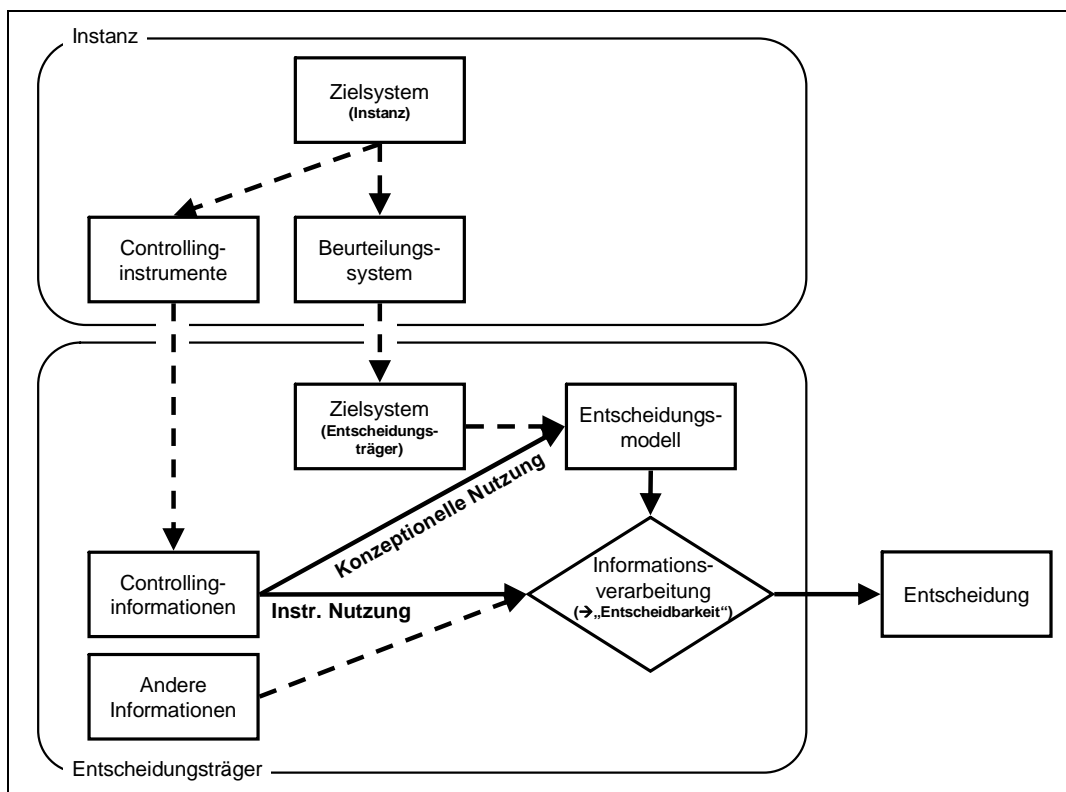 Instanz
Zielsystem
(Instanz)
Controlling-
instrumente
Beurteilungs-
system
Zielsystem
(Entscheidungs-
träger)
Entscheidungs-
modell
Konzeptionelle Nutzung
Controlling-
informationen
Instr. Nutzung
Informations-
verarbeitung
(→„Entscheidbarkeit“)
Entscheidung
Andere
Informationen
Entscheidungsträger